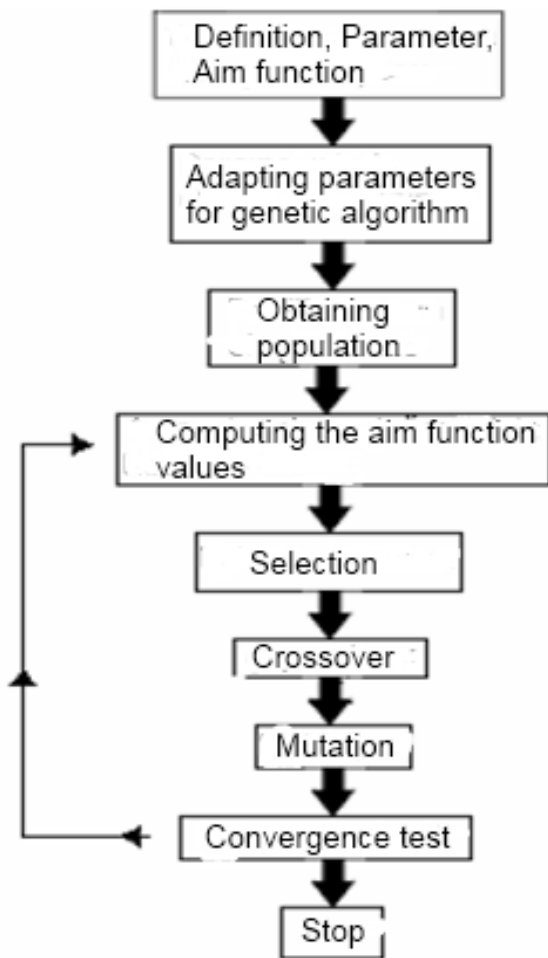 Definition, Parameter,
Aim function
Adapting parameters
for genetic algorithm
Obtaining
population
Computing the aim function
values
Selection
Crossover
Mutation
Convergence test
Stop